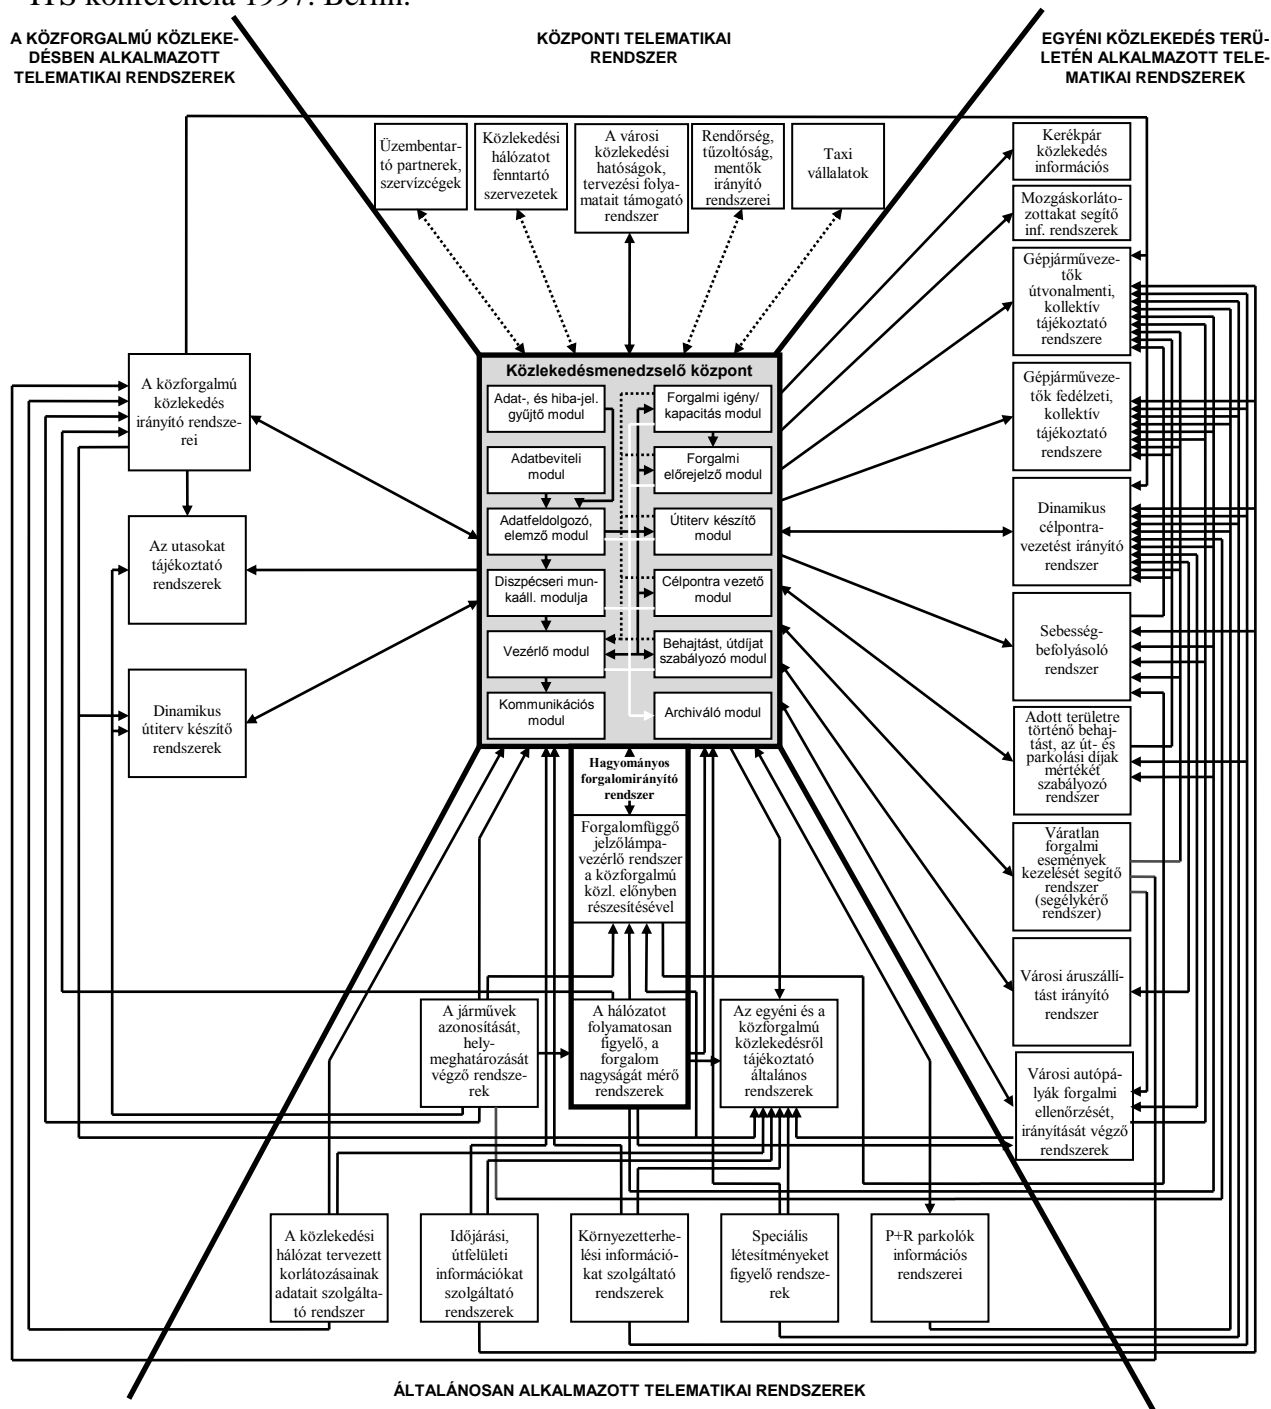 ITS konferencia 1997. Berlin.
A KÖZFORGALMÚ KÖZLEKE-
DÉSBEN ALKALMAZOTT
TELEMATIKAI RENDSZEREK
KÖZPONTI TELEMATIKAI
RENDSZER
EGYÉNI KÖZLEKEDÉS TERÜ-
LETÉN ALKALMAZOTT TELE-
MATIKAI RENDSZEREK
Üzembentar-
tó partnerek,
szervízcégek
Közlekedési
hálózatot
fenntartó
szervezetek
A városi
közlekedési
hatóságok,
tervezési folya-
matait támogató
rendszer
Rendőrség,
tűzoltóság,
mentők
irányító
rendszerei
Taxi
vállalatok
Kerékpár
közlekedés
információs
Mozgáskorláto-
zottakat segítő
inf. rendszerek
Gépjárműveze-
tők
útvonalmenti,
kollektív
tájékoztató
rendszere
Gépjárműveze-
tők fedélzeti,
kollektív
tájékoztató
rendszere
Dinamikus
célpontra-
vezetést irányító
rendszer
Sebesség-
befolyásoló
rendszer
Adott területre
történő behaj-
tást, az út- és
parkolási díjak
mértékét
szabályozó
rendszer
Váratlan
forgalmi
események
kezelését segítő
rendszer
(segélykérő
rendszer)
Városi áruszállí-
tást irányító
rendszer
Városi autópá-
lyák forgalmi
ellenőrzését,
irányítását végző
rendszerek
A közforgalmú
közlekedés
irányító rendsze-
rei
Az utasokat
tájékoztató
rendszerek
Dinamikus
útiterv készítő
rendszerek
Közlekedésmenedzselő központ
Adat-, és hiba-jel.
gyűjtő modul
Adatbeviteli
modul
Adatfeldolgozó,
elemző modul
Diszpécseri mun-
kaáll. modulja
Vezérlő modul
Kommunikációs
modul
Forgalmi igény/
kapacitás modul
Forgalmi
előrejelző modul
Útiterv készítő
modul
Célpontra vezető
modul
Behajtást, útdíjat
szabályozó modul
Archiváló modul
Hagyományos
forgalomirányító
rendszer
Forgalomfüggő
jelzőlámpa-
vezérlő rendszer
a közforgalmú
közl. előnyben
részesítésével
A járművek
azonosítását,
hely-
meghatározását
végző rendsze-
rek
A hálózatot
folyamatosan
figyelő, a
forgalom
nagyságát mérő
rendszerek
Az egyéni és a
közforgalmú
közlekedésről
tájékoztató
általános
rendszerek
A közlekedési
hálózat tervezett
korlátozásainak
adatait szolgálta-
tó rendszer
Időjárási,
útfelületi
információkat
szolgáltató
rendszerek
Környezetterhe-
lési információ-
kat szolgáltató
rendszerek
Speciális
létesítményeket
figyelő rendsze-
rek
P+R parkolók
információs
rendszerei
ÁLTALÁNOSAN ALKALMAZOTT TELEMATIKAI RENDSZEREK